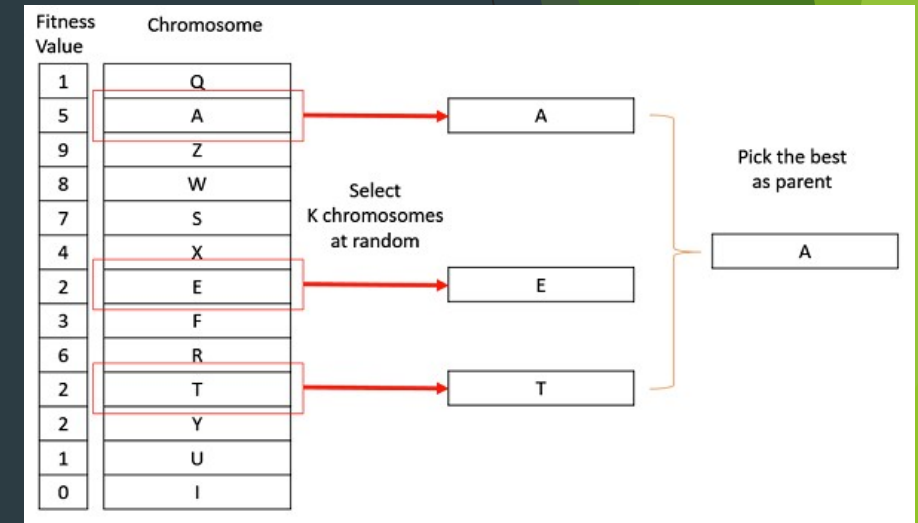 Fitness
Value
Chromosome
1 Q
5 A
9 Z
8 W
7 S
4 X
2 E
3 F
6 R
2 T
2 Y
1 U
0 I
Select
K chromosomes
at random
A
E
T
Pick the best
as parent
A